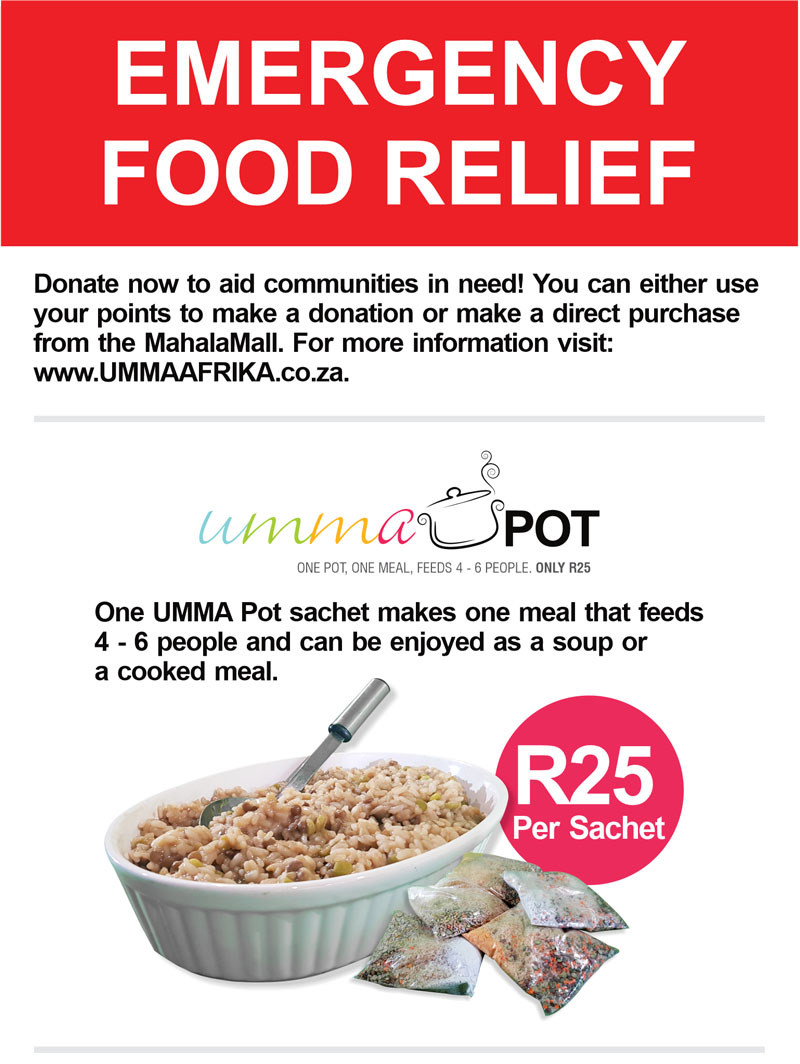 EMERGENCY
FOOD RELIEF
Donate now to aid communities in need! You can either use
your points to make a donation or make a direct purchase
from the MahalaMall. For more information visit:
www.UMMAAFRIKA.co.za.
umma POT
ONE POT, ONE MEAL, FEEDS 4 - 6 PEOPLE. ONLY R25
One UMMA Pot sachet makes one meal that feeds
4 - 6 people and can be enjoyed as a soup or
a cooked meal.
R25
Per Sachet